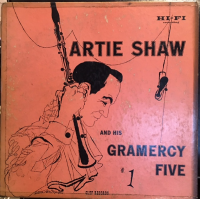 HI-FI
ARTIE SHAW
AND HIS
GRAMERCY
FIVE
# 1